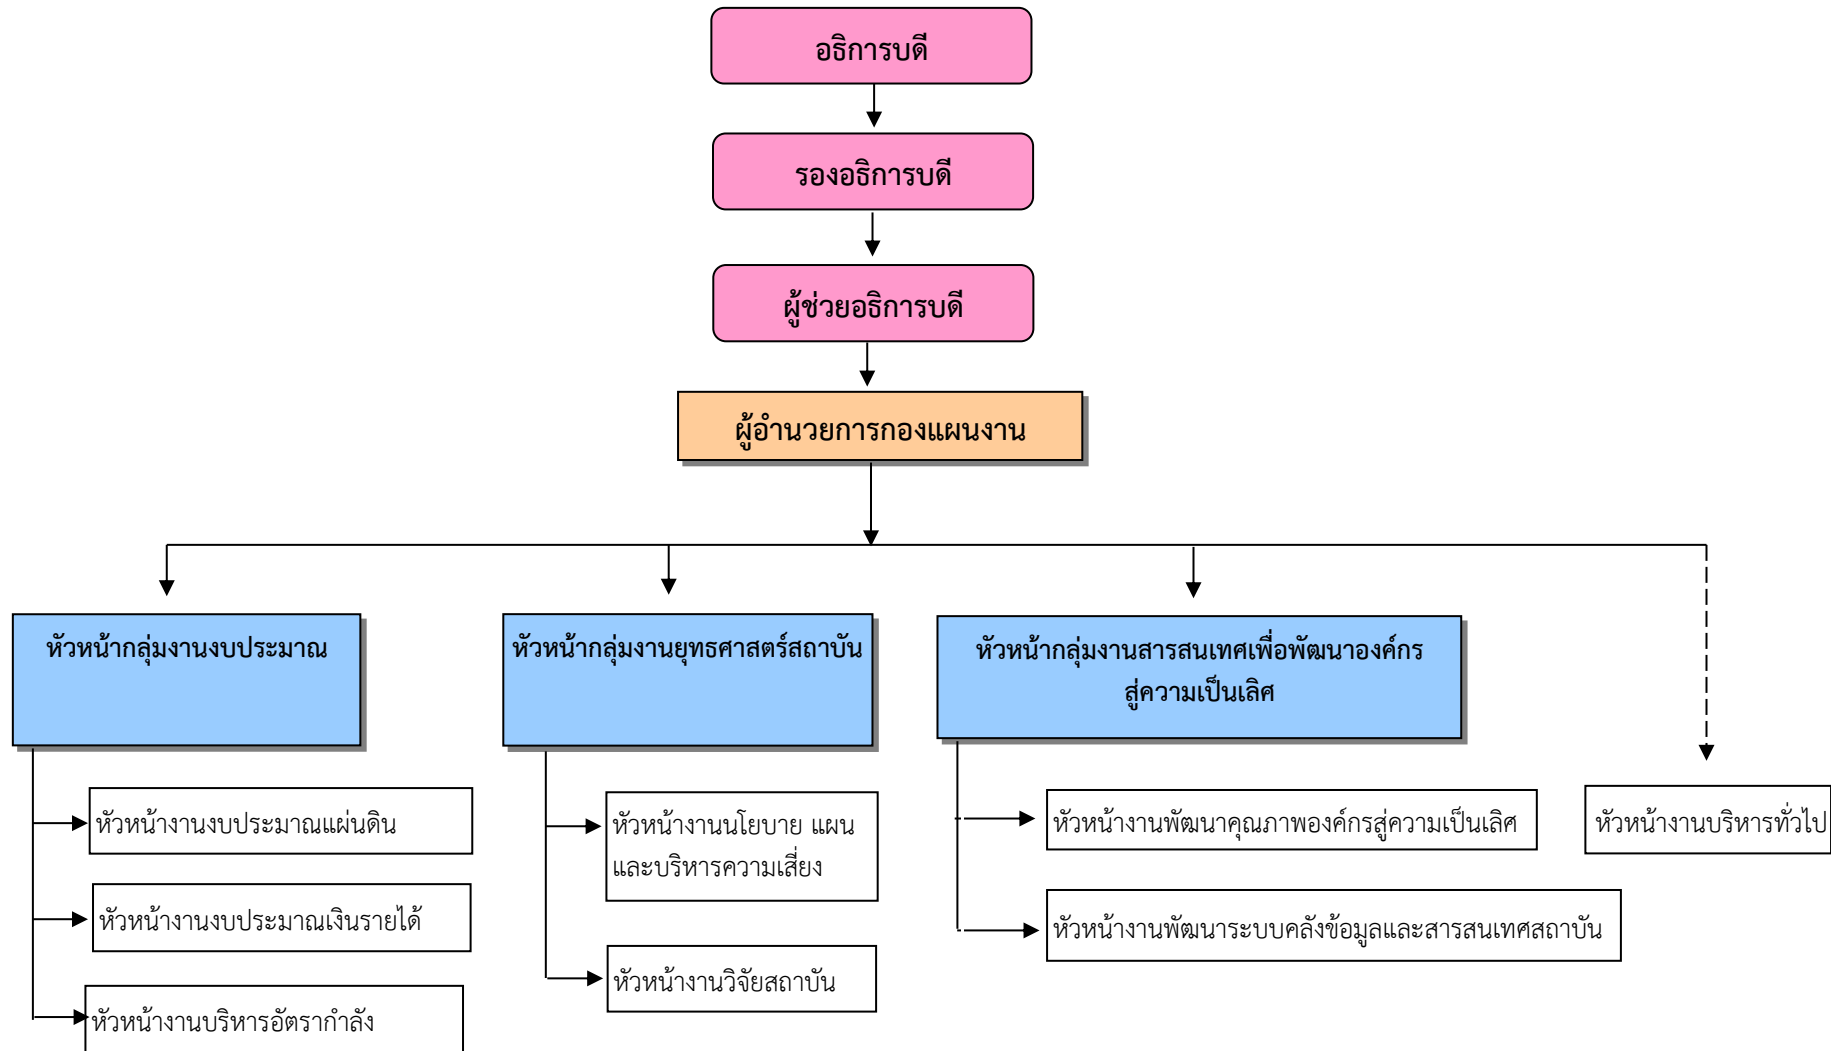 อธิการบดี
รองอธิการบดี
ผู้ช่วยอธิการบดี
ผู้อำนวยการกองแผนงาน
หัวหน้ากลุ่มงานงบประมาณ
หัวหน้างานงบประมาณแผ่นดิน
หัวหน้างานงบประมาณเงินรายได้
หัวหน้างานบริหารอัตรากำลัง
หัวหน้ากลุ่มงานยุทธศาสตร์สถาบัน
หัวหน้างานนโยบาย แผน
และบริหารความเสี่ยง
หัวหน้างานวิจัยสถาบัน
หัวหน้ากลุ่มงานสารสนเทศเพื่อพัฒนาองค์กร
สู่ความเป็นเลิศ
หัวหน้างานพัฒนาคุณภาพองค์กรสู่ความเป็นเลิศ
หัวหน้างานพัฒนาระบบคลังข้อมูลและสารสนเทศสถาบัน
หัวหน้างานบริหารทั่วไป